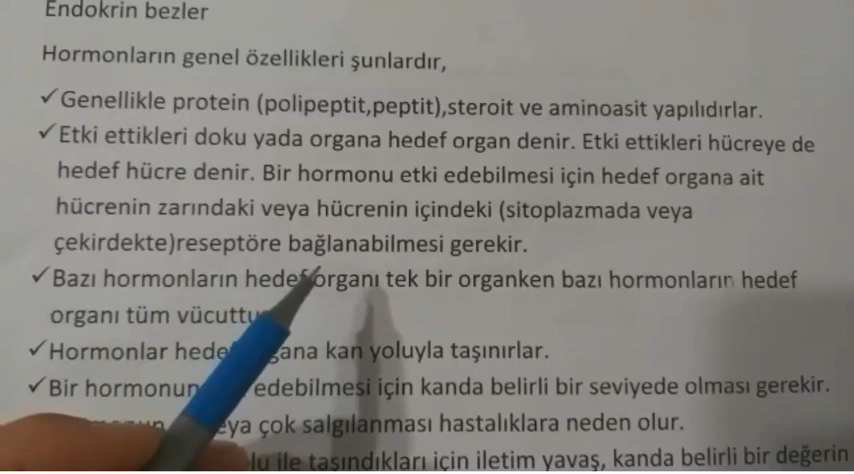 Endokrin bezler
Hormonların genel özellikleri şunlardır,
✓Genellikle protein (polipeptit,peptit),steroit ve aminoasit yapılıdırlar.
✓Etki ettikleri doku yada organa hedef organ denir. Etki ettikleri hücreye de
hedef hücre denir. Bir hormonu etki edebilmesi için hedef organa ait
hücrenin zarındaki veya hücrenin içindeki (sitoplazmada veya
çekirdekte)reseptöre bağlanabilmesi gerekir.
✓Bazı hormonların hedef organı tek bir organken bazı hormonların hedef
organı tüm
✓Hormonlar kan yoluyla taşınırlar.
✓Bir hormonun edebilmesi için kanda belirli bir seviyede olması gerekir.
çok salgılanması hastalıklara neden olur.
ile taşındıkları için iletim yavaş, kanda belirli bir değerin